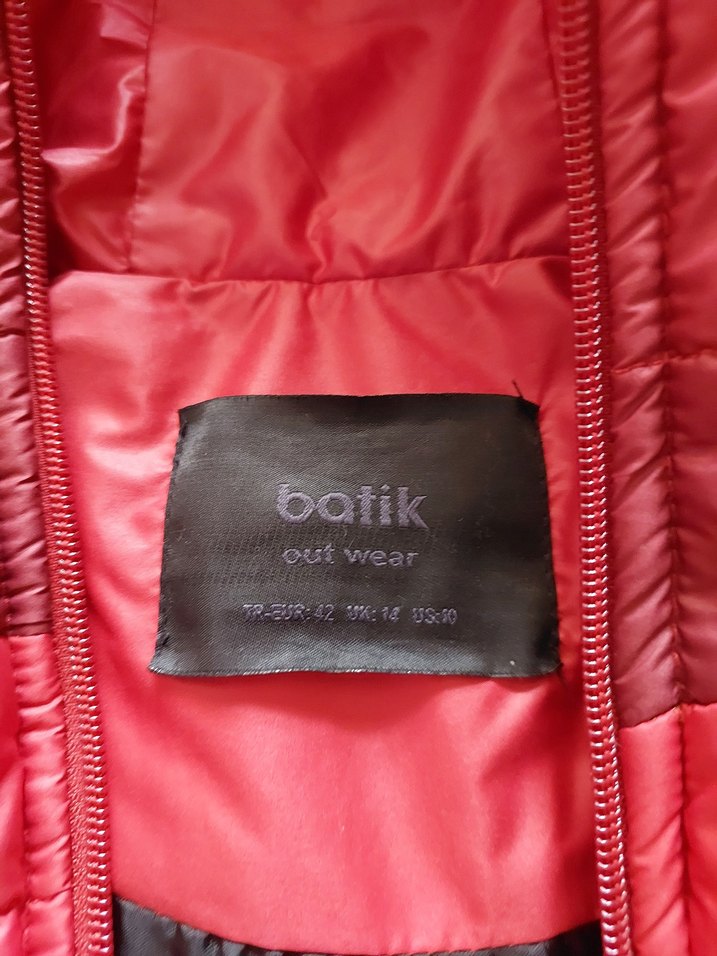 batik
out wear
TR-EUR: 42 UK: 14 US:10